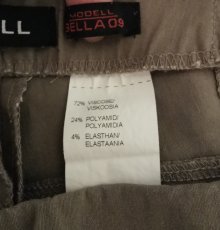 MODELL
BELLA 09
LL
72% VISCOSE/
VISKOOSIA
24% POLYAMID/
POLYAMIDIA
4% ELASTHAN/
ELASTAANIA